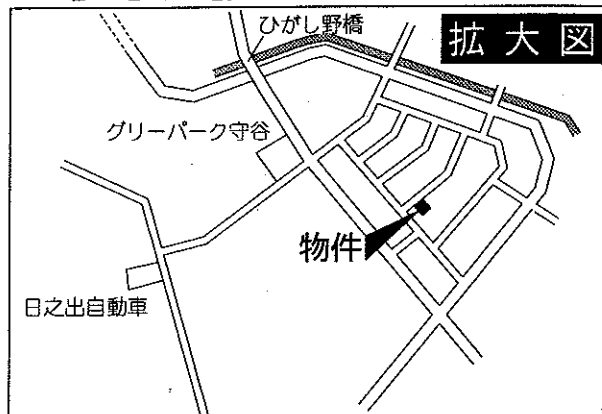 ひがし野橋
拡大図
グリーパーク守谷
物件
日之出自動車